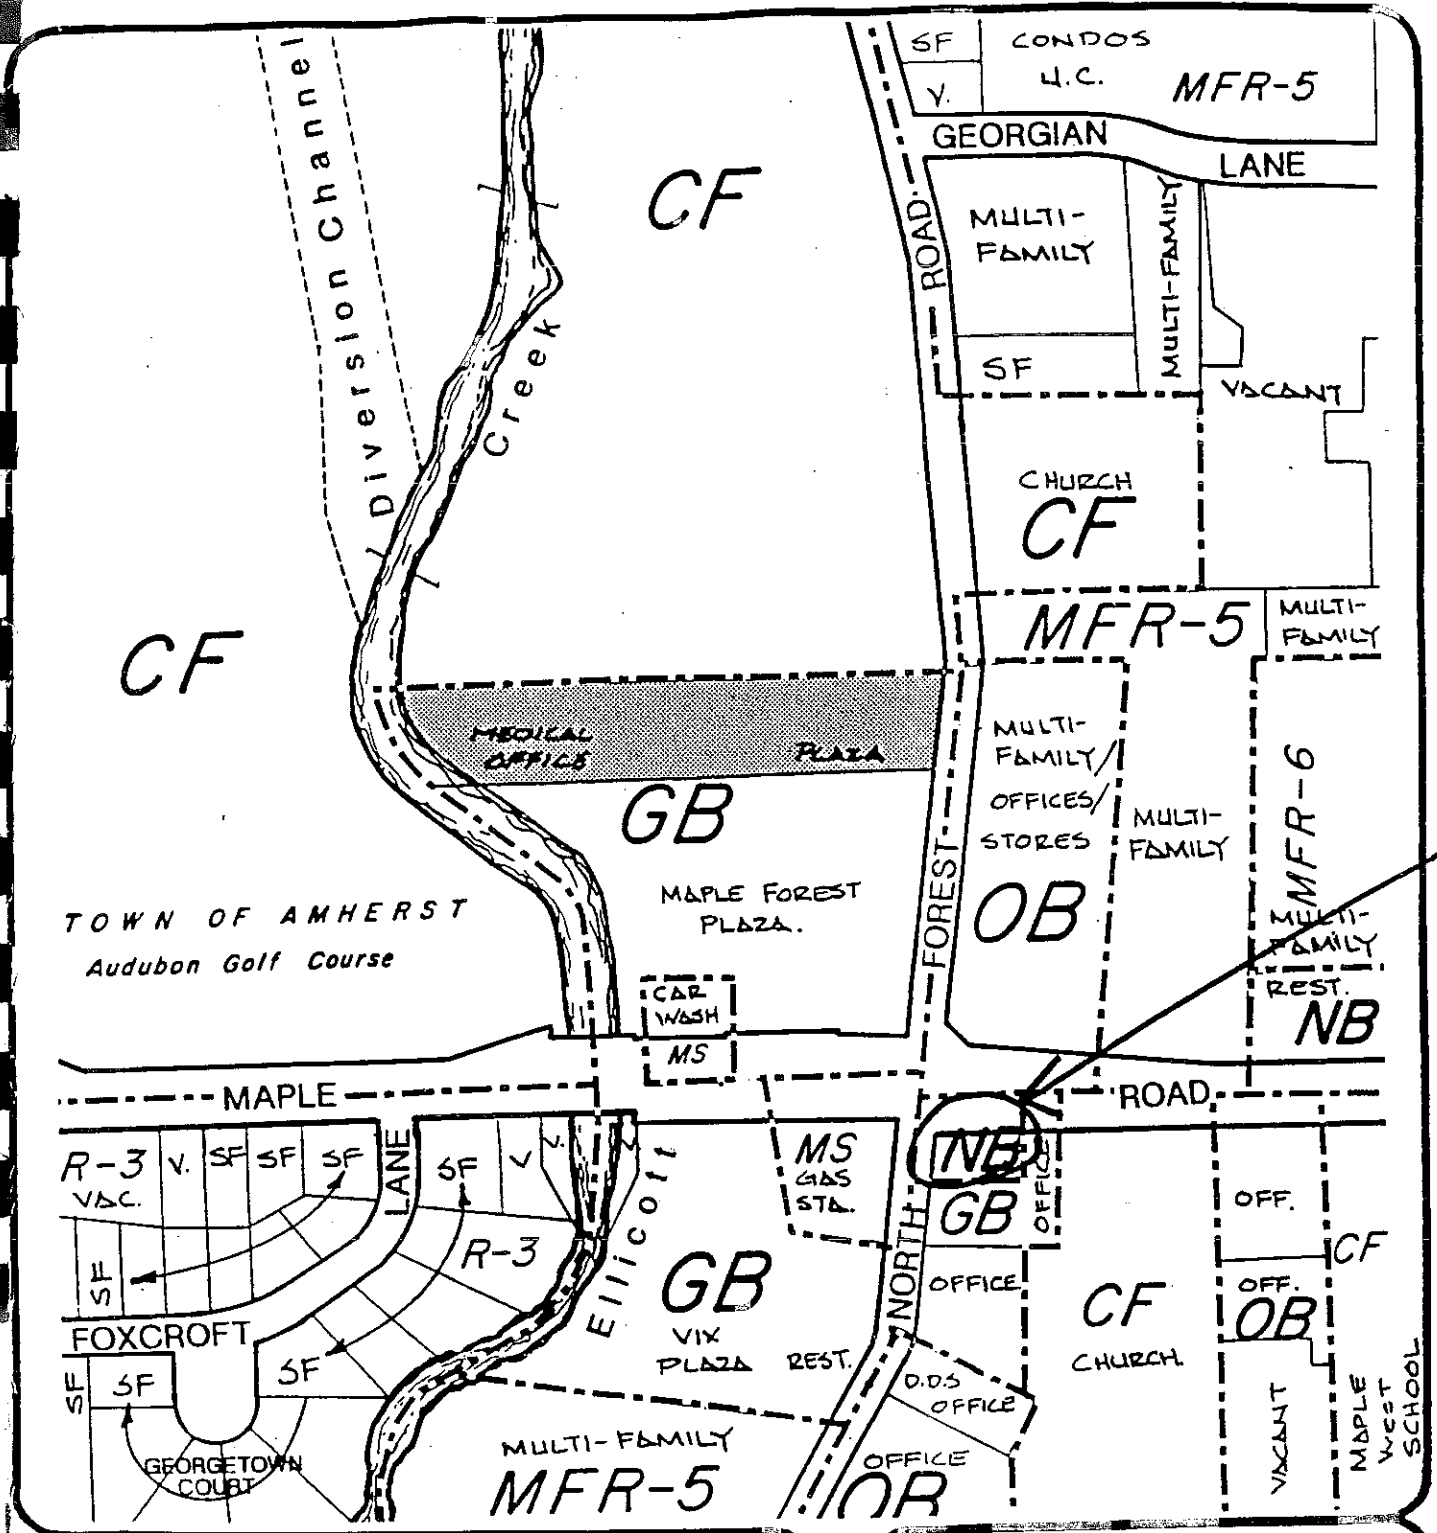 SF
CONDOS
U.C.
MFR-5
V.
GEORGIAN
LANE
Diversion Channel
CF
ROAD
MULTI-
FAMILY
MULTI-FAMILY
SF
VACANT
Creek
CHURCH
CF
CF
MFR-5
MULTI-
FAMILY
MEDICAL
OFFICE
PLAZA
MULTI-
FAMILY/
OFFICES/
STORES
MULTI-
FAMILY
MFR-6
GB
MAPLE FOREST
PLAZA.
FOREST
OB
TOWN OF AMHERST
Audubon Golf Course
MULTI-
FAMILY
REST.
NB
CAR
WASH
MS
MAPLE
ROAD
R-3
VAC.
V.
SF
SF
SF
LANE
SF
V
V.
V
Ellicott
MS
GAS
STA.
NB
GB
OFFICE
OFF.
CF
SF
R-3
GB
NORTH
OFFICE
CF
CHURCH
OFF.
OB
FOXCROFT
SF
VIX
PLAZA
REST.
SF
SF
D.D.S
OFFICE
VACANT
MAPLE
WEST
SCHOOL
GEORGETOWN
COURT
MULTI-FAMILY
MFR-5
OFFICE
OB